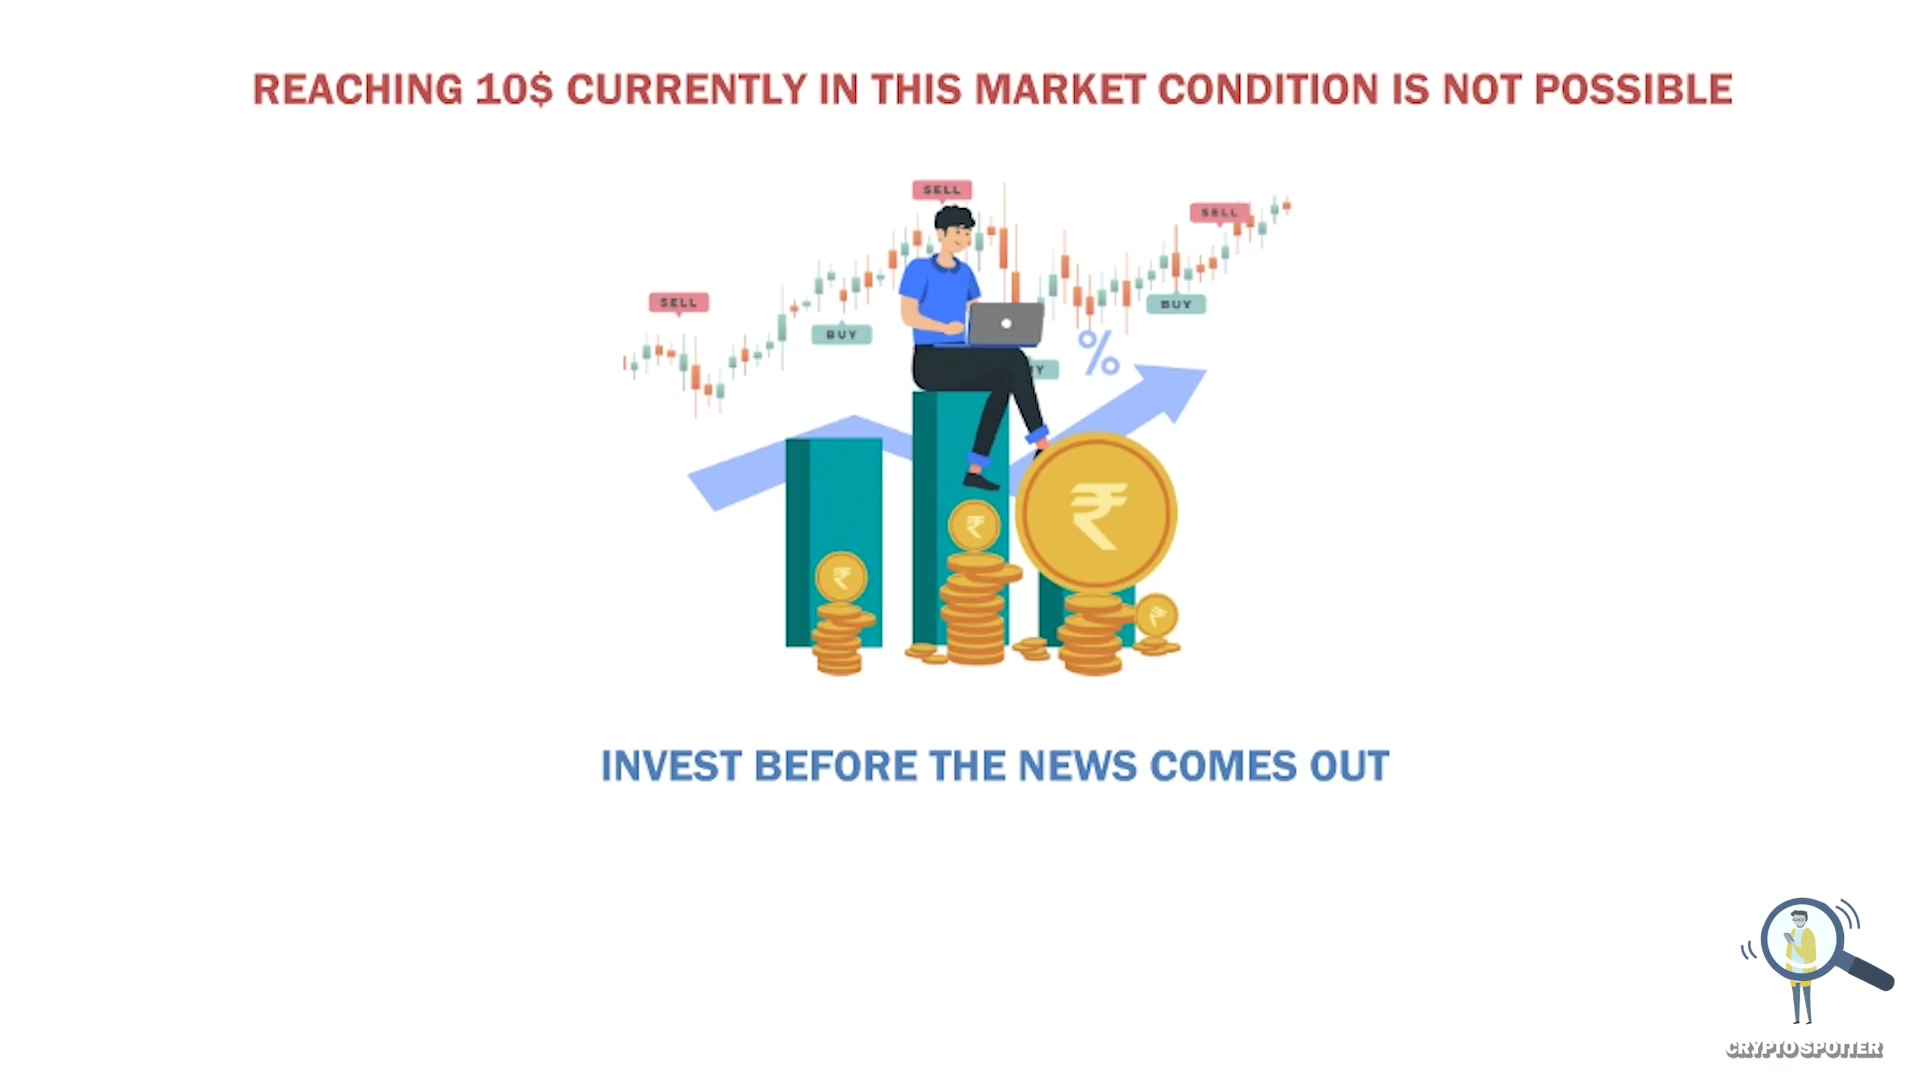 REACHING 10$ CURRENTLY IN THIS MARKET CONDITION IS NOT POSSIBLE
SELL
SELL
SELL
BUY
BUY
Y
%
₹
₹
₹
₹
INVEST BEFORE THE NEWS COMES OUT
CRYPTO SPOTTER